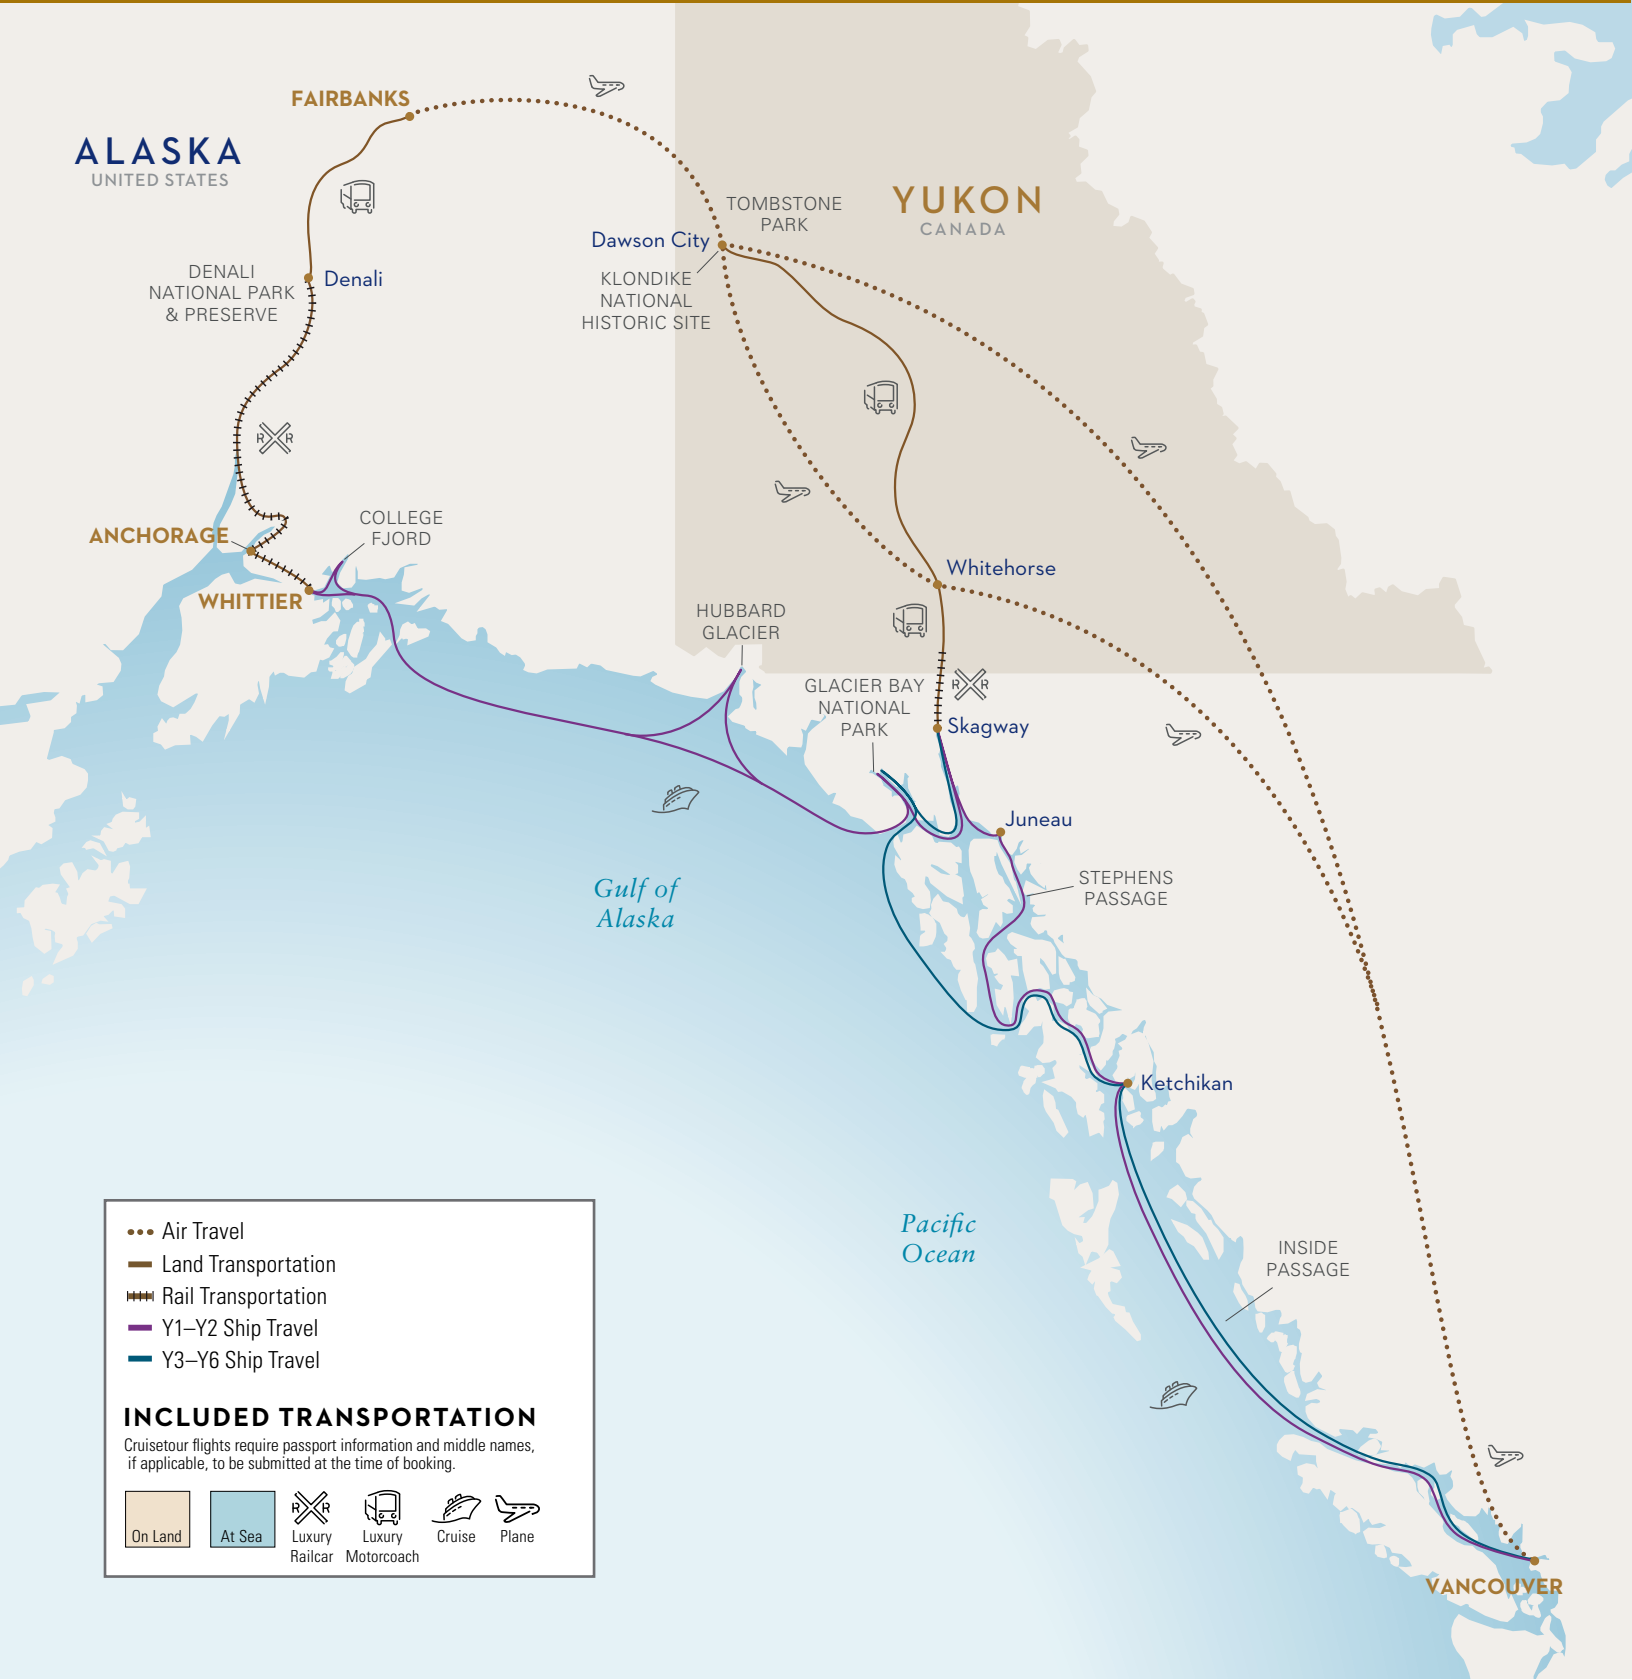 FAIRBANKS
ALASKA
UNITED STATES
TOMBSTONE
PARK
YUKON
CANADA
Dawson City
KLONDIKE
NATIONAL
HISTORIC SITE
DENALI
NATIONAL PARK
& PRESERVE
Denali
R R
ANCHORAGE
COLLEGE
FJORD
WHITTIER
Whitehorse
HUBBARD
GLACIER
GLACIER BAY
NATIONAL
PARK
R R
Skagway
Juneau
STEPHENS
PASSAGE
Gulf of
Alaska
Ketchikan
Pacific
Ocean
INSIDE
PASSAGE
VANCOUVER
Air Travel
Land Transportation
Rail Transportation
Y1–Y2 Ship Travel
Y3–Y6 Ship Travel
INCLUDED TRANSPORTATION
Cruisetour flights require passport information and middle names,
if applicable, to be submitted at the time of booking.
On Land
At Sea
R R
Luxury
Railcar
Luxury
Motorcoach
Cruise
Plane